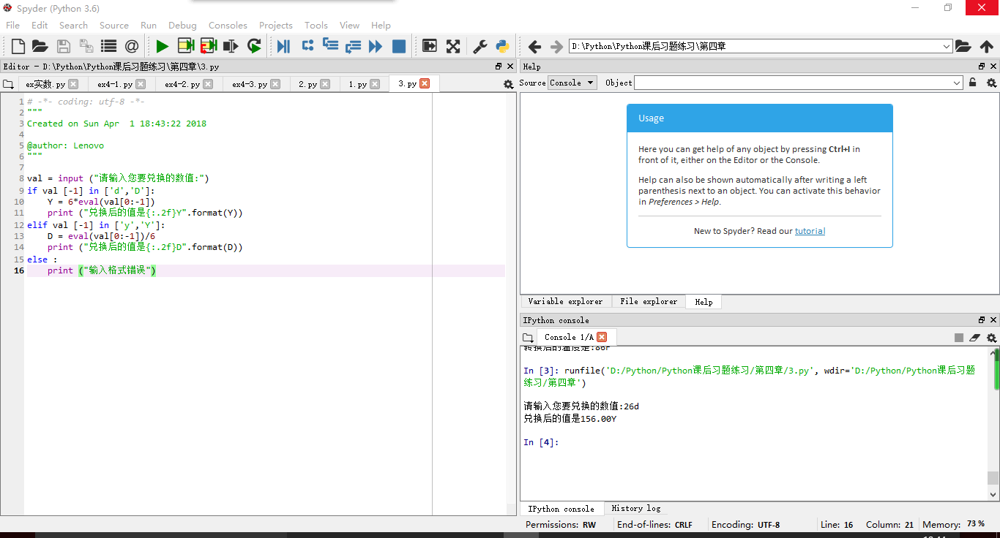 Spyder (Python 3.6)
File Edit Search Source Run Debug Consoles Projects Tools View Help
D:\Python\Python课后习题练习\第四章
Editor - D:\Python\Python课后习题练习\第四章\3.py
ex实数.py ex4-1.py ex4-2.py ex4-3.py 2.py 1.py 3.py
1 # -*- coding: utf-8 -*-
2 """
3 Created on Sun Apr  1 18:43:22 2018
4
5 @author: Lenovo
6 """
7
8 val = input ("请输入您要兑换的数值:")
9 if val [-1] in ['d','D']:
10     Y = 6*eval(val[0:-1])
11     print ("兑换后的值是{:.2f}Y".format(Y))
12 elif val [-1] in ['y','Y']:
13     D = eval(val[0:-1])/6
14     print ("兑换后的值是{:.2f}D".format(D))
15 else :
16     print ("输入格式错误")
Help
Source Console Object
Usage
Here you can get help of any object by pressing Ctrl+I in
front of it, either on the Editor or the Console.
Help can also be shown automatically after writing a left
parenthesis next to an object. You can activate this behavior
in Preferences > Help.
New to Spyder? Read our tutorial
Variable explorer File explorer Help
IPython console
Console 1/A
转换后的温度是:86F
In [3]: runfile('D:/Python/Python课后习题练习/第四章/3.py', wdir='D:/Python/Python课后习题
练习/第四章')
请输入您要兑换的数值:26d
兑换后的值是156.00Y
In [4]:
IPython console History log
Permissions: RW End-of-lines: CRLF Encoding: UTF-8 Line: 16 Column: 21 Memory: 73 %